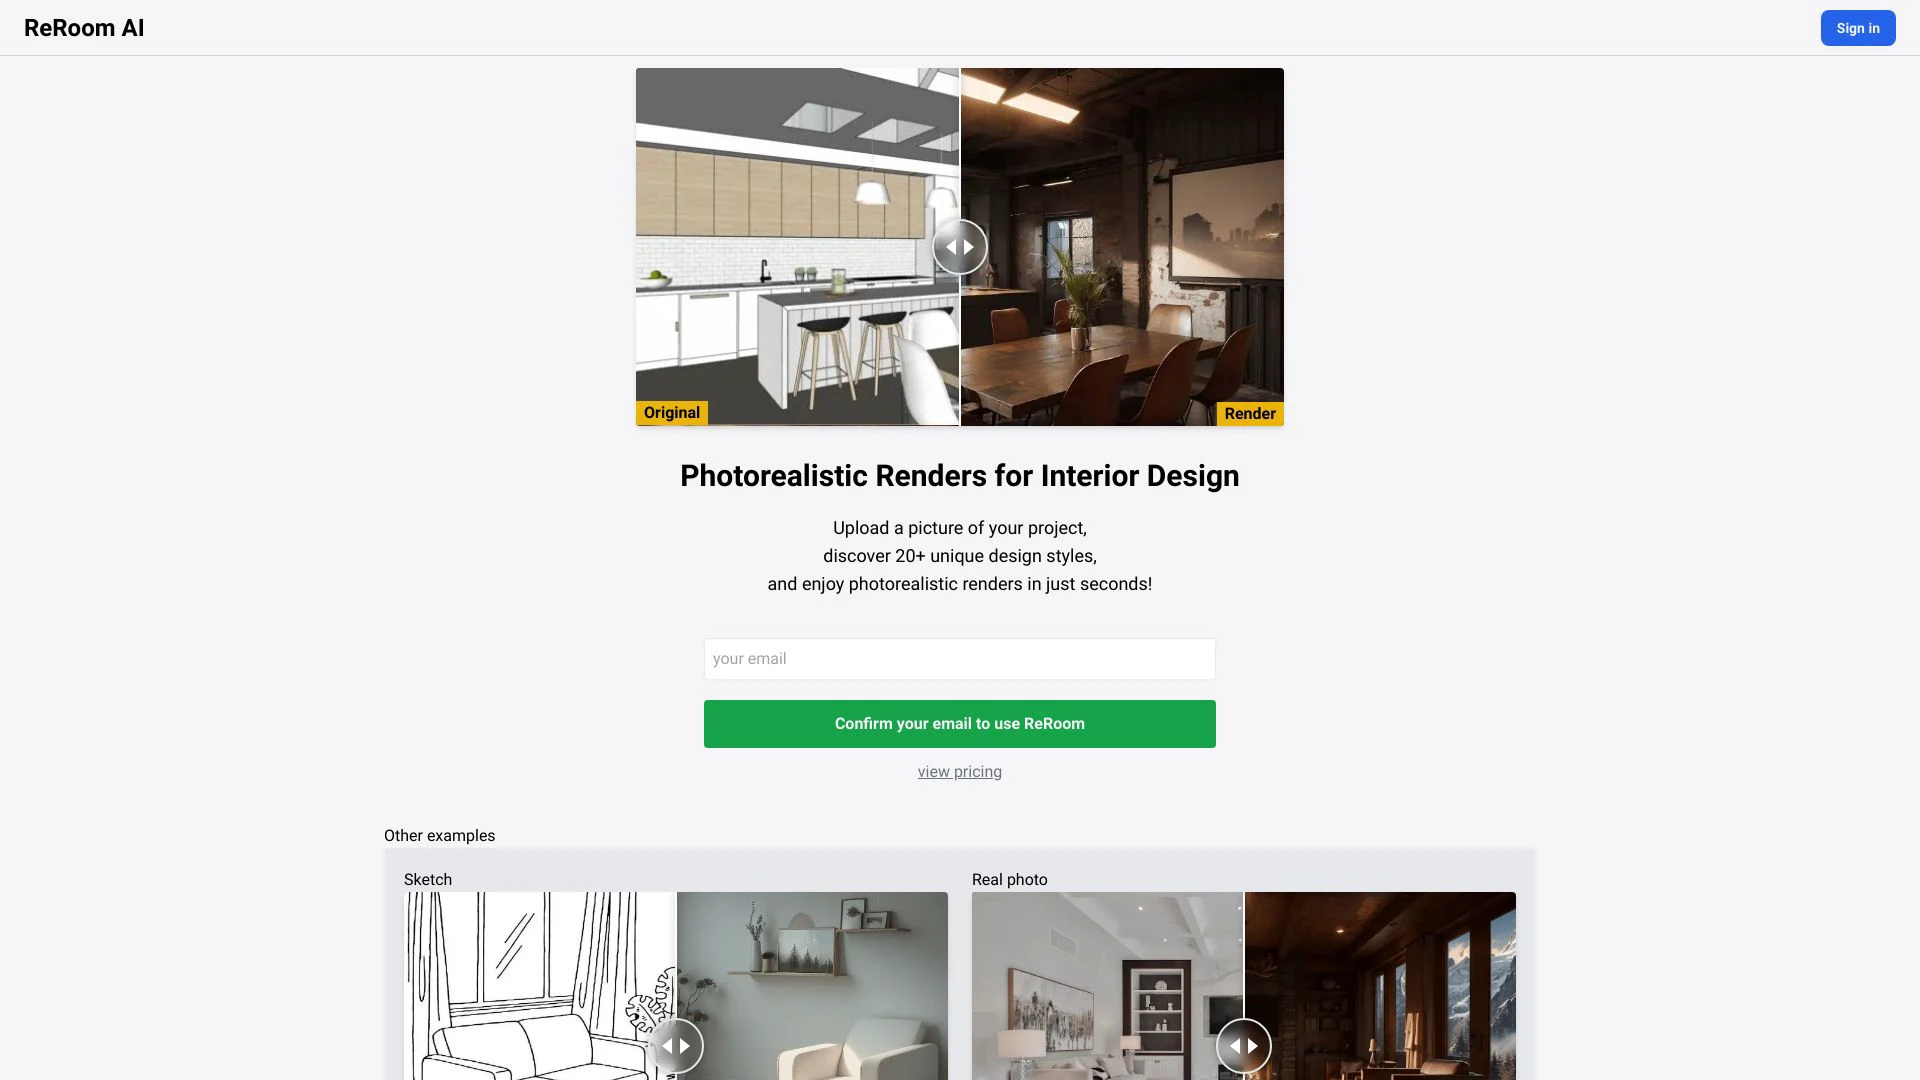 ReRoom AI
Sign in
Original
Render
Photorealistic Renders for Interior Design
Upload a picture of your project,
discover 20+ unique design styles,
and enjoy photorealistic renders in just seconds!
your email
Confirm your email to use ReRoom
view pricing
Other examples
Sketch
Real photo